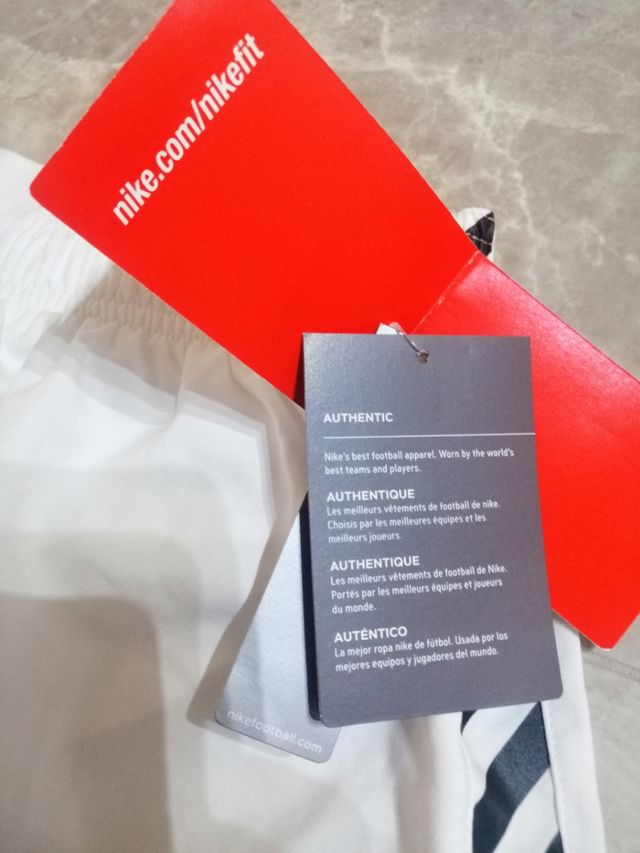 nike.com/nikefit
AUTHENTIC
Nike's best football apparel. Worn by the world's
best teams and players.
AUTHENTIQUE
Les meilleurs vêtements de football de nike.
Choisis par les meilleures équipes et les
meilleurs joueurs.
AUTHENTIQUE
Les meilleurs vêtements de football de Nike.
Portés par les meilleurs équipes et joueurs
du monde.
AUTÉNTICO
La mejor ropa nike de fútbol. Usada por los
mejores equipos y jugadores del mundo.
nikefootball.com